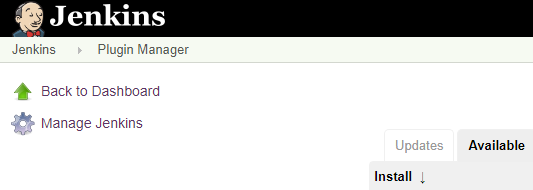 Jenkins
Jenkins Plugin Manager
Back to Dashboard
Manage Jenkins
Updates Available
Install ↓